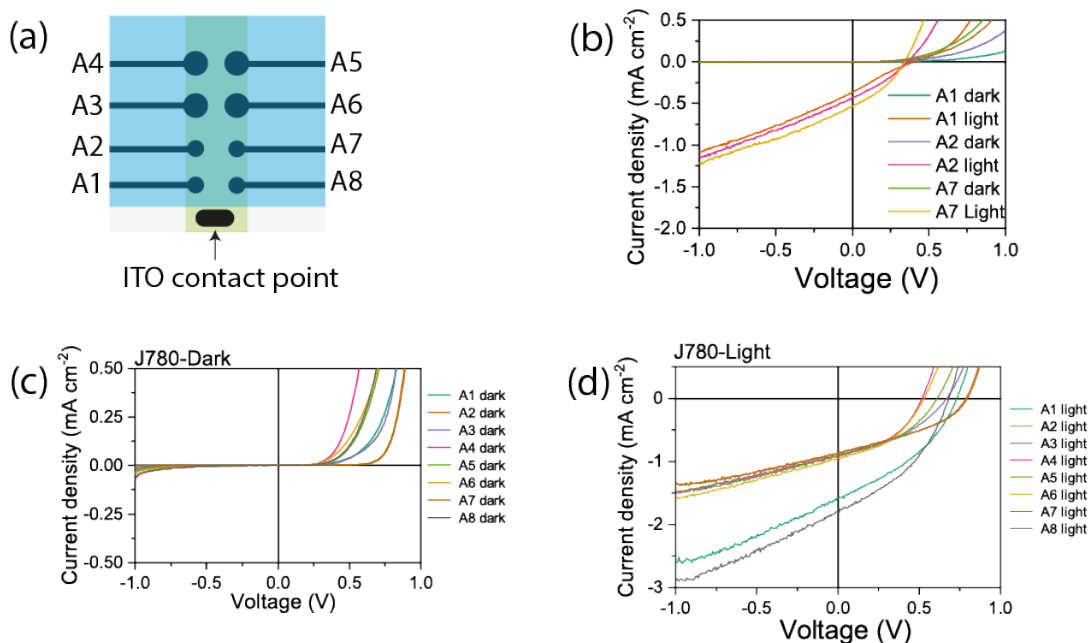 (a)
A4
A5
A3
A6
A2
A7
A1
A8
ITO contact point
(b)
Current density (mA cm-2)
0.5
0.0
-0.5
-1.0
-1.5
-2.0
-1.0
-0.5
0.0
0.5
1.0
Voltage (V)
A1 dark
A1 light
A2 dark
A2 light
A7 dark
A7 Light
(c)
J780-Dark
Current density (mA cm-2)
0.50
0.25
0.00
-0.25
-0.50
-1.0
-0.5
0.0
0.5
1.0
Voltage (V)
A1 dark
A2 dark
A3 dark
A4 dark
A5 dark
A6 dark
A7 dark
A8 dark
(d)
J780-Light
Current density (mA cm-2)
0
-1
-2
-3
-1.0
-0.5
0.0
0.5
1.0
Voltage (V)
A1 light
A2 light
A3 light
A4 light
A5 light
A6 light
A7 light
A8 light